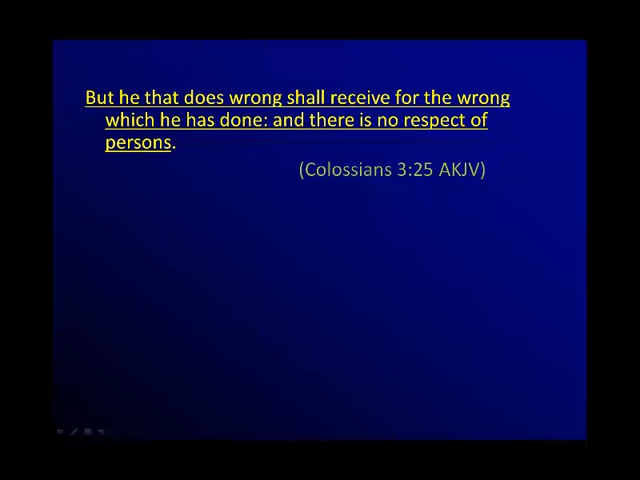 But he that does wrong shall receive for the wrong
which he has done: and there is no respect of
persons.
(Colossians 3:25 AKJV)